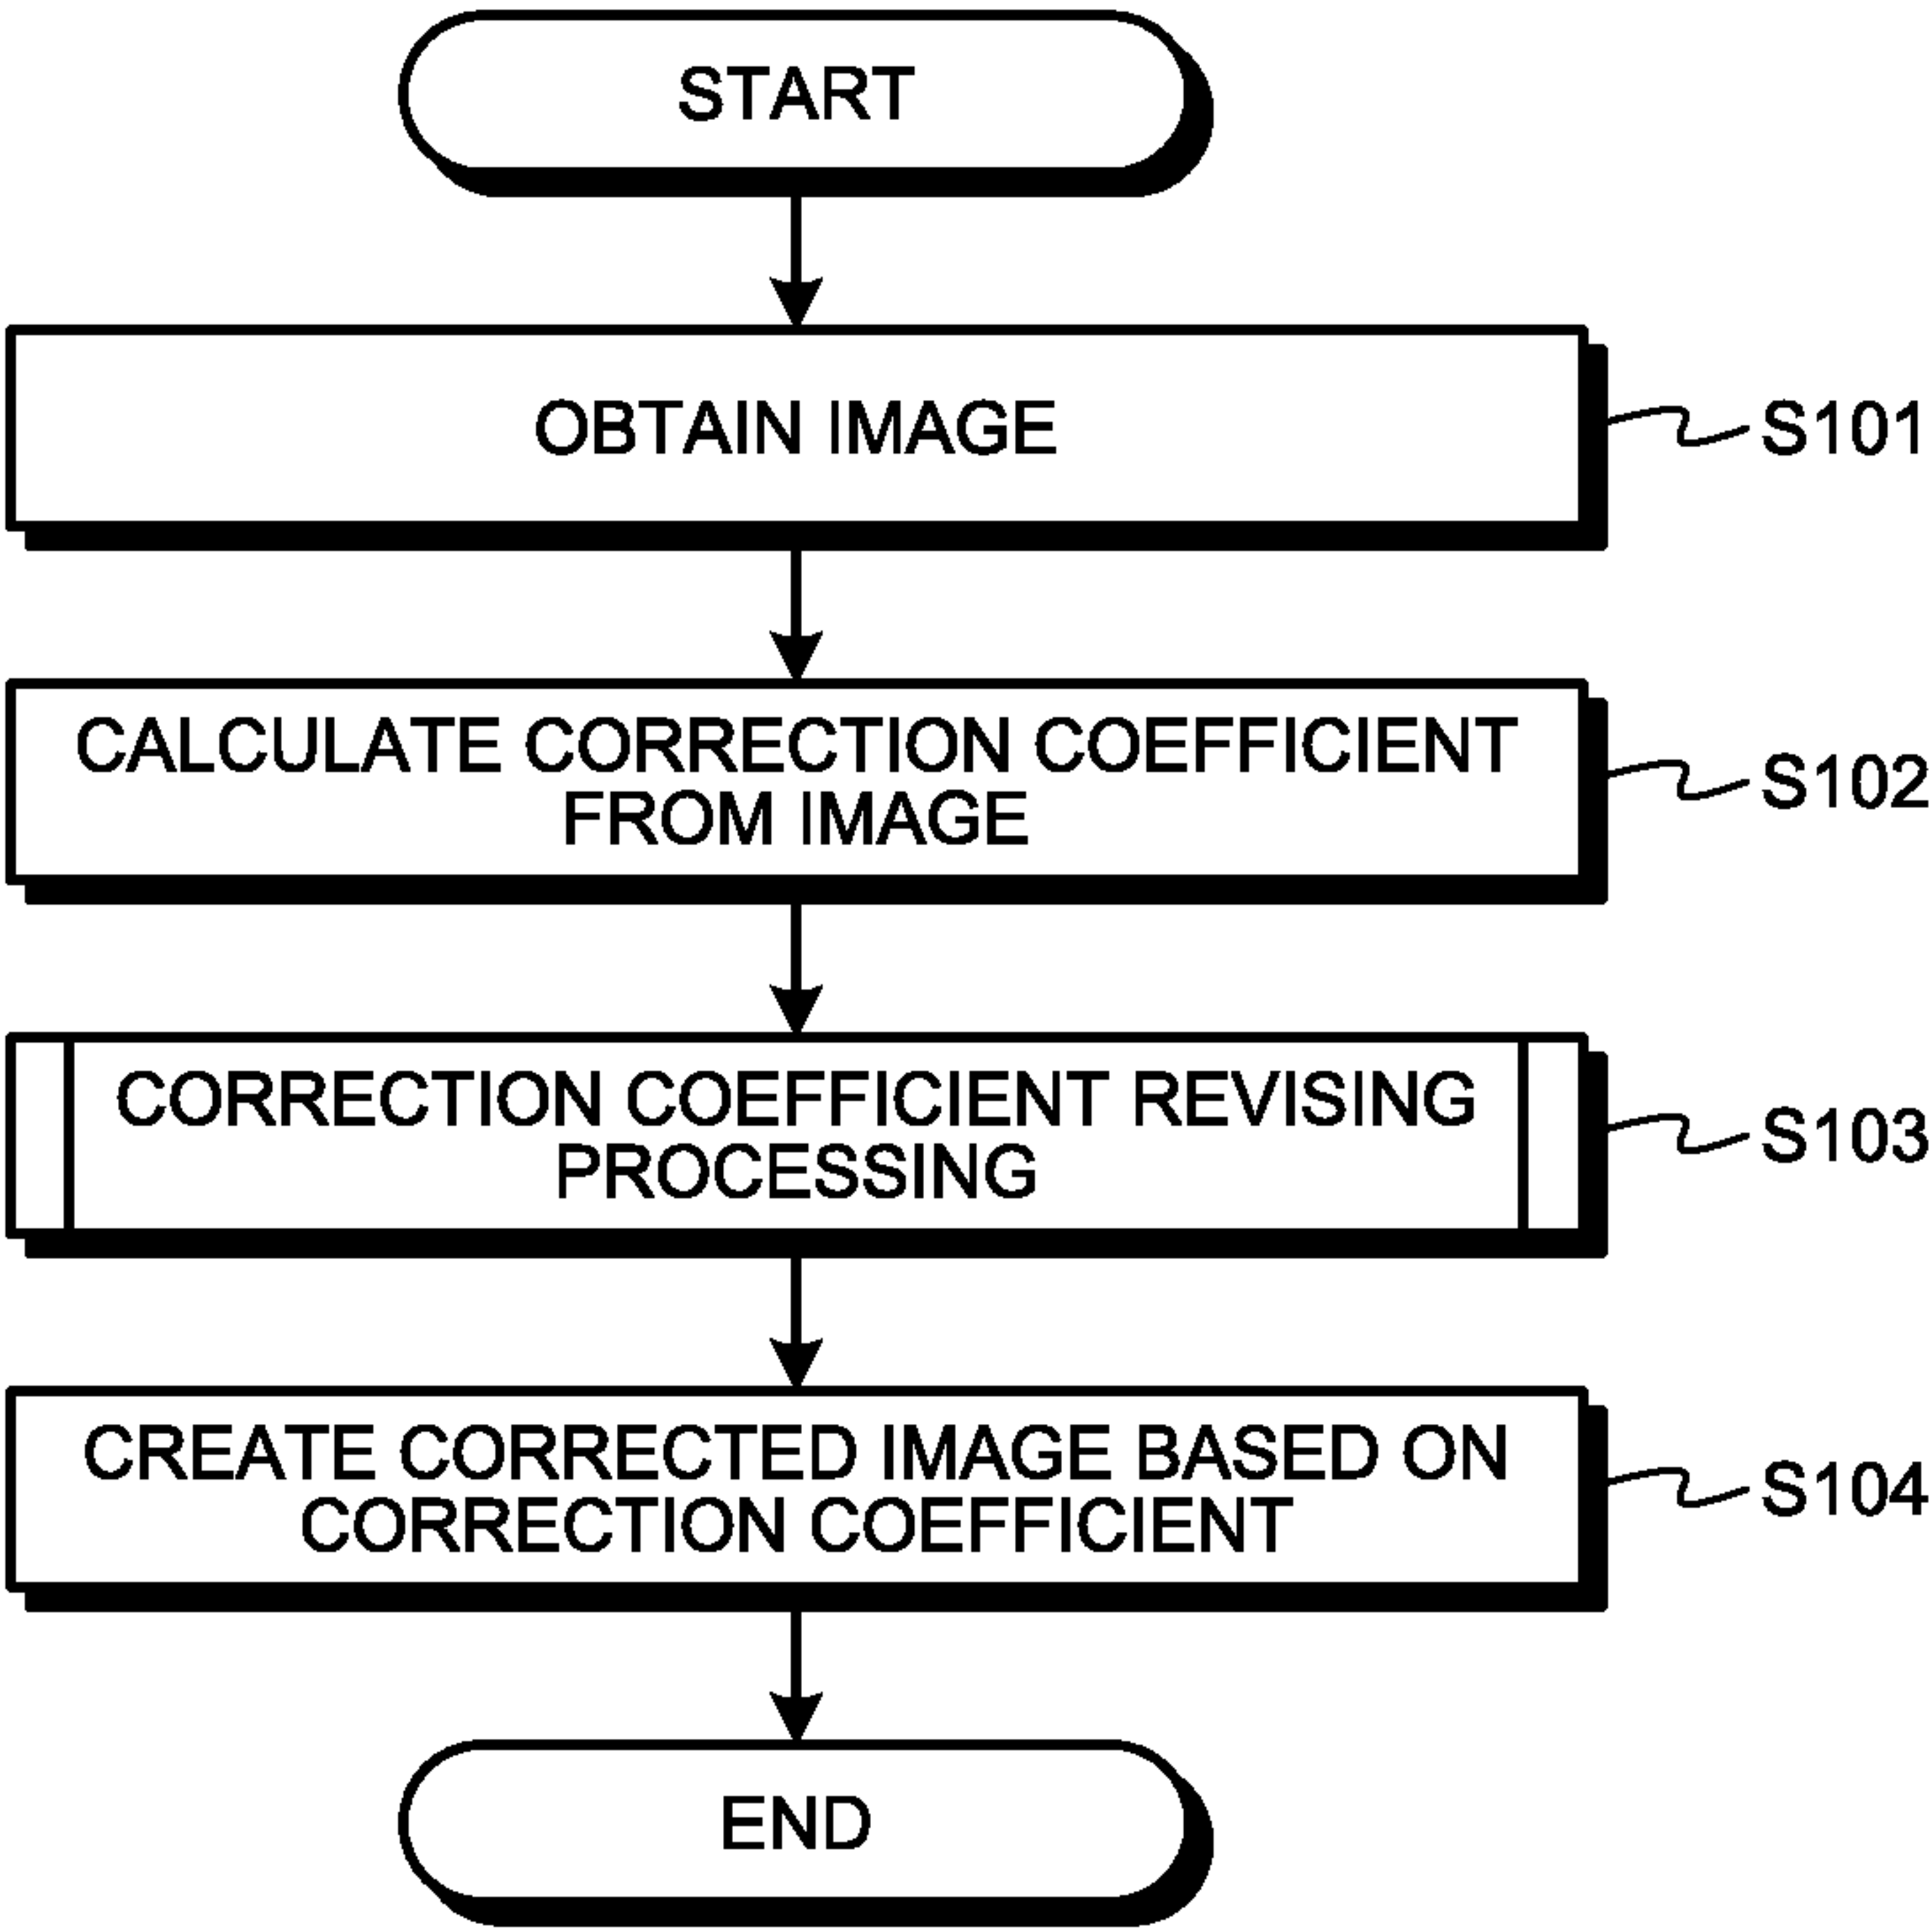 START
OBTAIN IMAGE
S101
CALCULATE CORRECTION COEFFICIENT
FROM IMAGE
S102
CORRECTION COEFFICIENT REVISING
PROCESSING
S103
CREATE CORRECTED IMAGE BASED ON
CORRECTION COEFFICIENT
S104
END